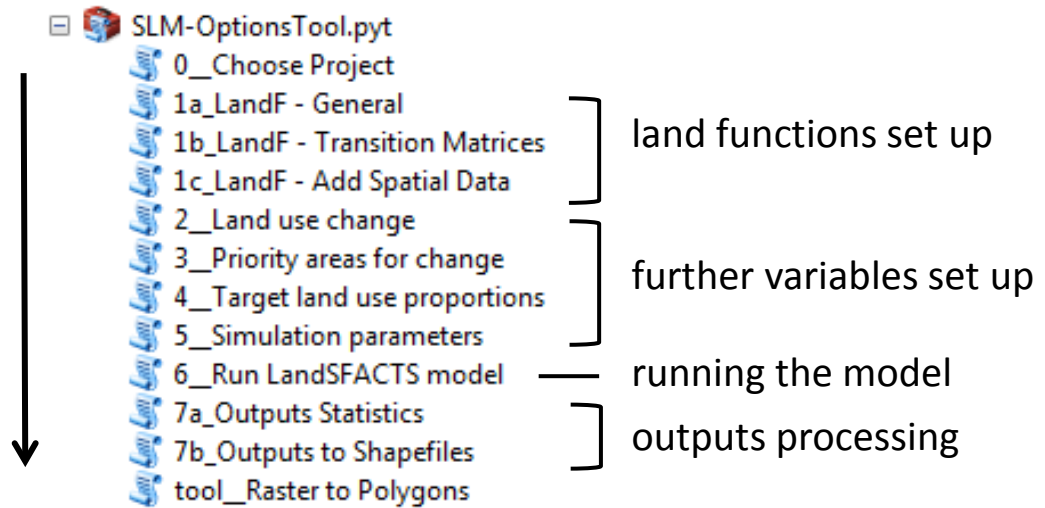 SLM-OptionsTool.pyt
0__Choose Project
1a_LandF - General
1b_LandF - Transition Matrices
1c_LandF - Add Spatial Data
land functions set up
2__Land use change
3__Priority areas for change
4__Target land use proportions
5__Simulation parameters
further variables set up
6__Run LandSFACTS model
running the model
7a_Outputs Statistics
7b_Outputs to Shapefiles
outputs processing
tool__Raster to Polygons